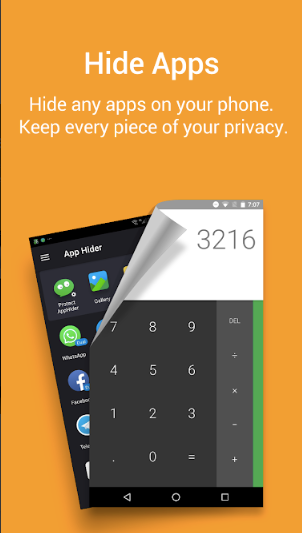 Hide Apps
Hide any apps on your phone.
Keep every piece of your privacy.
7:07
3216
App Hider
Protect
AppHider
Gallery
WhatsApp
7 8 9 DEL
4 5 6 ÷
1 2 3 ×
. 0 = −
+